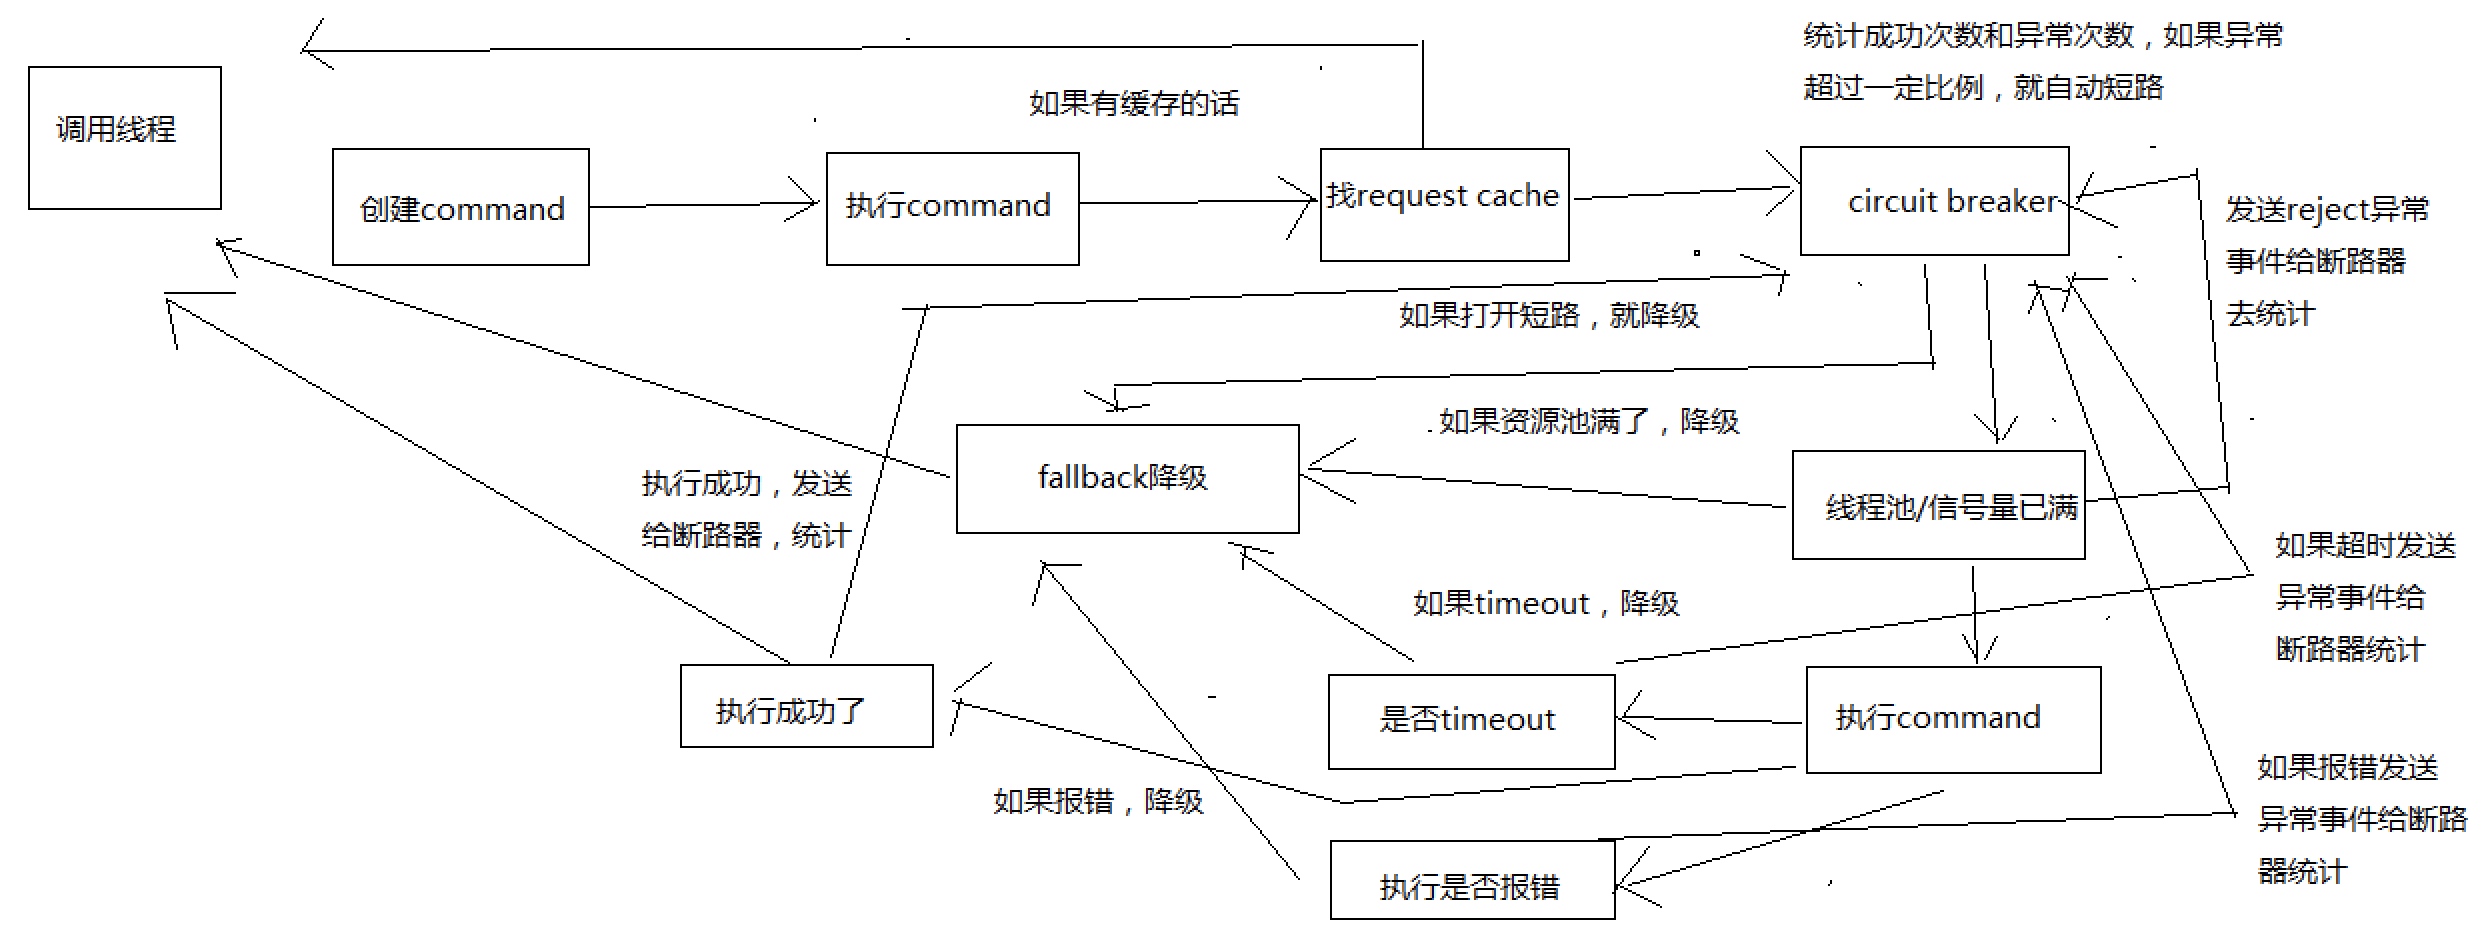 统计成功次数和异常次数，如果异常
超过一定比例，就自动短路
如果有缓存的话
调用线程
创建command
执行command
找request cache
circuit breaker
发送reject异常
事件给断路器
去统计
如果打开短路，就降级
如果资源池满了，降级
fallback降级
执行成功，发送
给断路器，统计
线程池/信号量已满
如果超时发送
异常事件给
断路器统计
如果timeout，降级
执行成功了
是否timeout
执行command
如果报错，降级
如果报错发送
异常事件给断路
器统计
执行是否报错